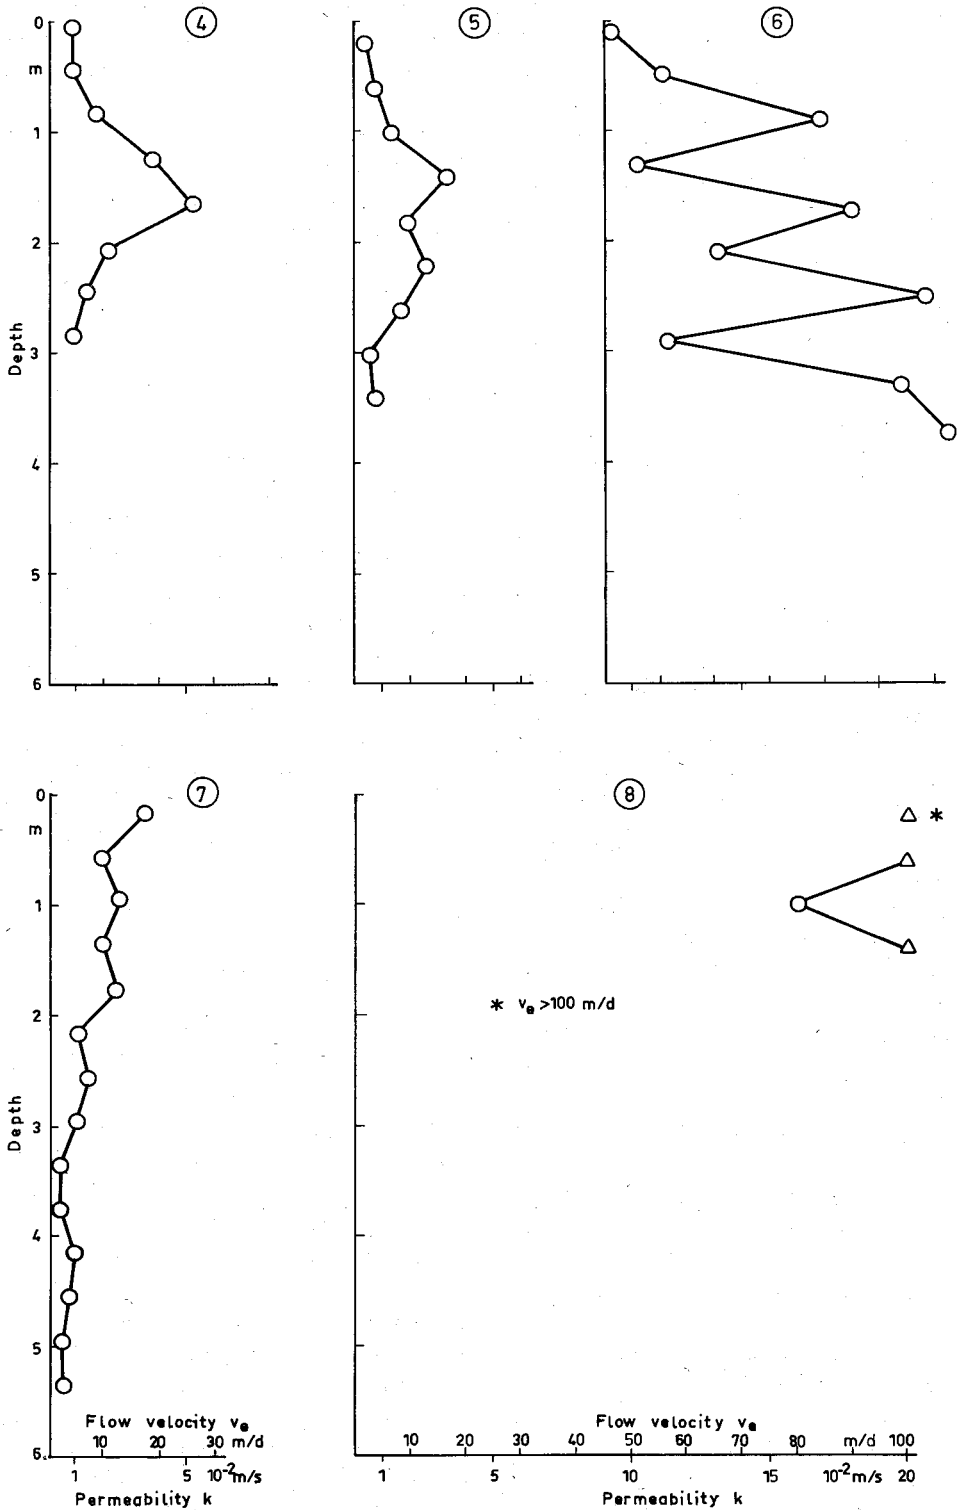 0 4 5 6
m
1
2
Depth
3
4
5
6
0 7 8
m
1
* vₑ >100 m/d
2
Depth
3
4
5
Flow velocity vₑ Flow velocity vₑ
10 20 30 m/d 10 20 30 40 50 60 70 80 m/d 100
6
1 5 10⁻²m/s 1 5 10 15 10⁻²m/s 20
Permeability k Permeability k
*